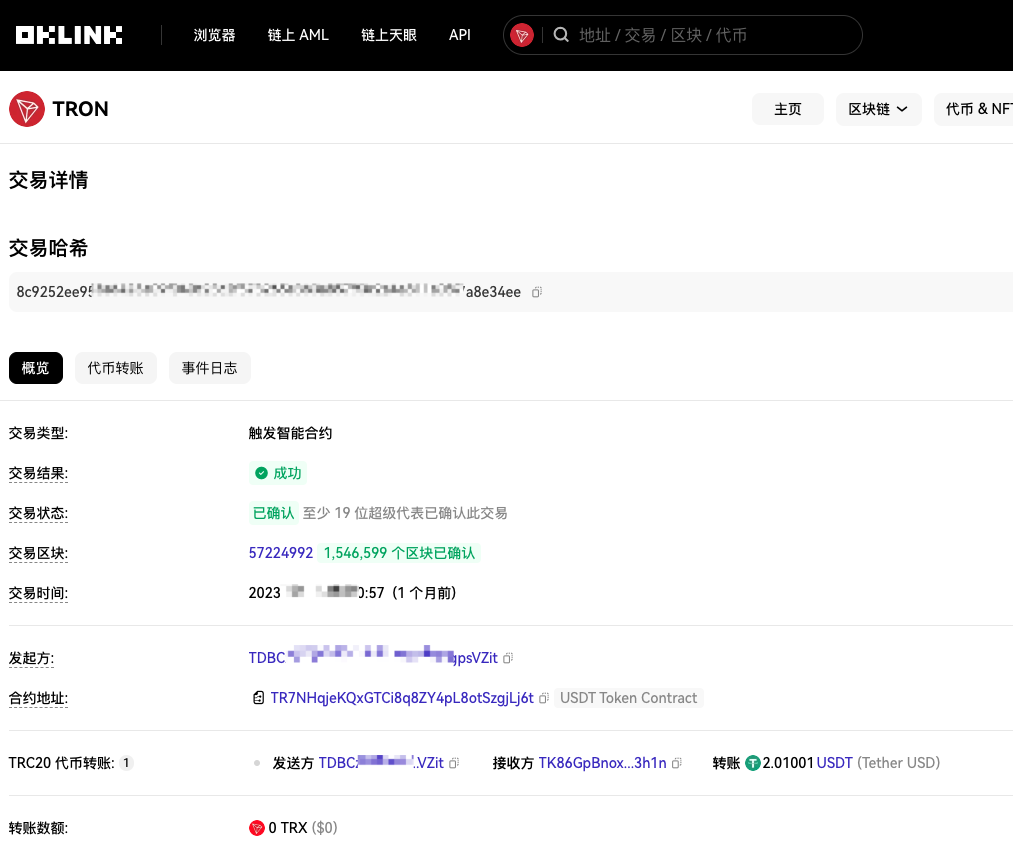 OKLINK 浏览器 链上 AML 链上天眼 API 地址 / 交易 / 区块 / 代币
TRON 主页 区块链 代币 & NFT
交易详情
交易哈希
8c9252ee95 a8e34ee
概览 代币转账 事件日志
交易类型: 触发智能合约
交易结果: 成功
交易状态: 已确认 至少 19 位超级代表已确认此交易
交易区块: 57224992 1,546,599 个区块已确认
交易时间: 2023 0:57 (1 个月前)
发起方: TDBC gpsVZit
合约地址: TR7NHqjeKQxGTCi8q8ZY4pL8otSzgjLj6t USDT Token Contract
TRC20 代币转账: 1 发送方 TDBC ..VZit 接收方 TK86GpBnox...3h1n 转账 2.01001 USDT (Tether USD)
转账数额: 0 TRX ($0)